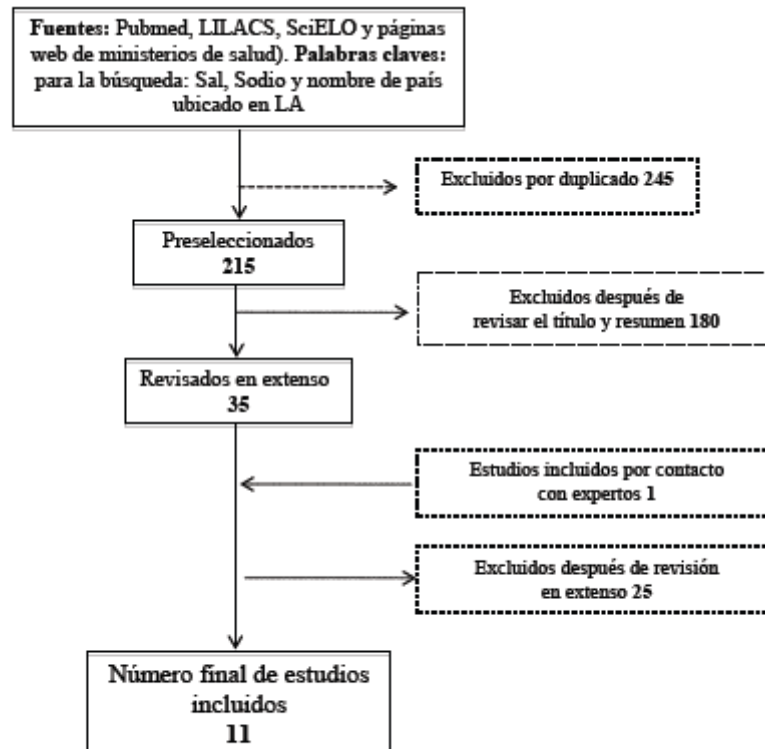 Fuentes: Pubmed, LILACS, SciELO y páginas
web de ministerios de salud). Palabras claves:
para la búsqueda: Sal, Sodio y nombre de país
ubicado en LA
Excluidos por duplicado 245
Preseleccionados
215
Excluidos después de
revisar el título y resumen 180
Revisados en extenso
35
Estudios incluidos por contacto
con expertos 1
Excluidos después de revisión
en extenso 25
Número final de estudios
incluidos
11